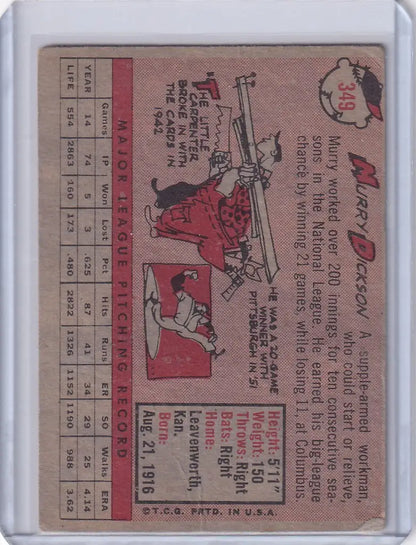 349
MURRY DICKSON
A supple-armed workman,
who could start or relieve,
Murry worked over 200 innings for ten consecutive sea-
sons in the National League. He earned his big-league
chance by winning 21 games, while losing 11, at Columbus.
"THE LITTLE
CARPENTER"
BROKE IN WITH
THE CARDS IN
1942
HE WAS A 20-GAME
WINNER WITH
PITTSBURGH IN '51
Height: 5'11"
Weight: 150
Throws: Right
Bats: Right
Home:
Leavenworth,
Kan.
Born:
Aug. 21, 1916
MAJOR LEAGUE PITCHING RECORD
Games IP Won Lost Pct Hits Runs ER SO Walks ERA
YEAR 14 74 5 3 .625 87 41 34 29 25 4.14
LIFE 554 2863 160 173 .480 2822 1326 1152 1190 988 3.62
©T.C.G. PRTD. IN U.S.A.